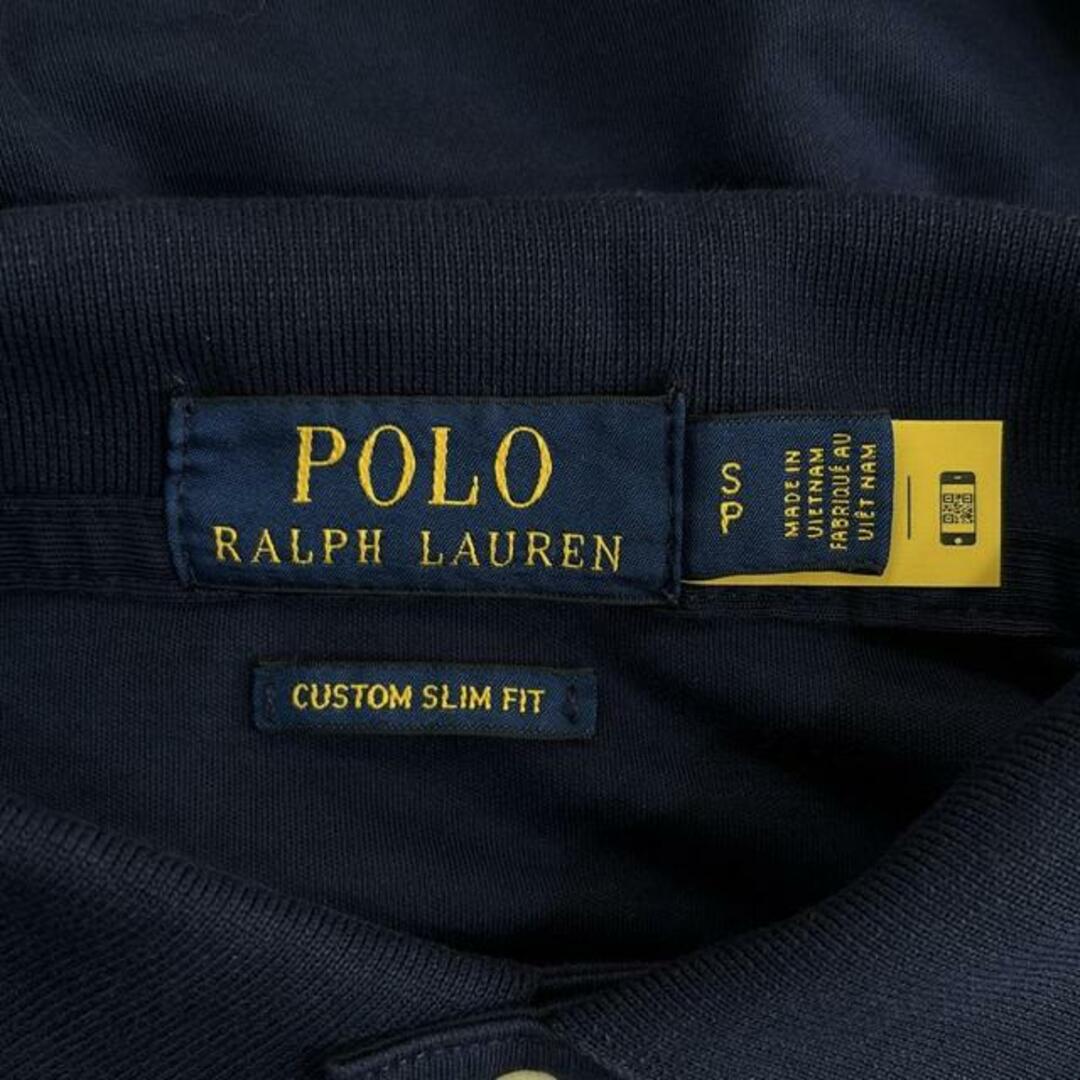 POLO
RALPH LAUREN
S
P
MADE IN
VIETNAM
FABRIQUÉ AU
VIÊT NAM
CUSTOM SLIM FIT